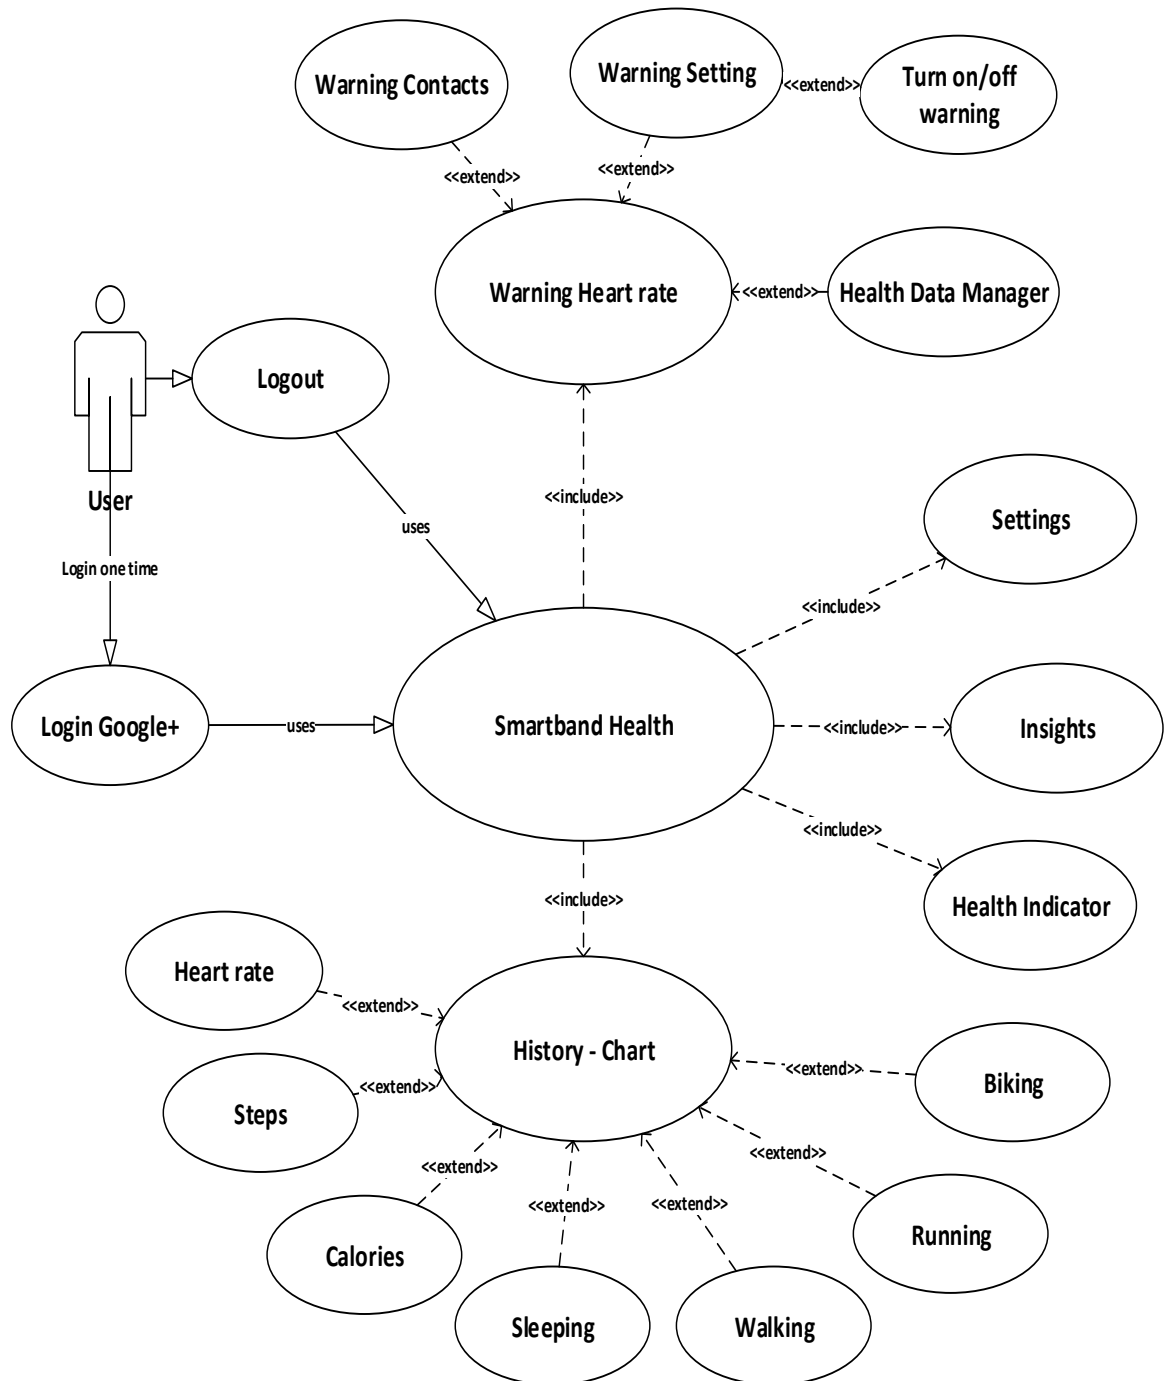 Warning Contacts
Warning Setting
<<extend>>
Turn on/off
warning
<<extend>>
<<extend>>
Warning Heart rate
<<extend>>
Health Data Manager
Logout
User
<<include>>
Settings
uses
Login one time
<<include>>
Login Google+
uses
Smartband Health
<<include>>
Insights
<<include>>
Health Indicator
<<include>>
Heart rate
<<extend>>
History - Chart
<<extend>>
Biking
Steps
<<extend>>
<<extend>>
Running
<<extend>>
Calories
<<extend>>
<<extend>>
Sleeping
Walking